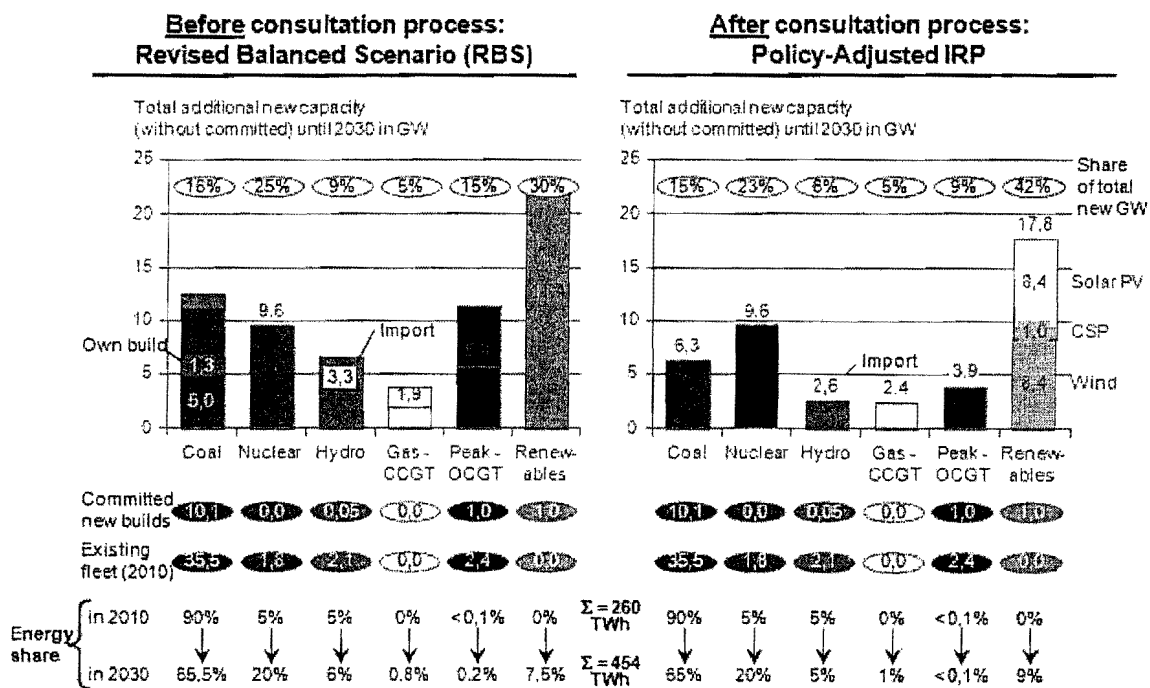 Before consultation process:
Revised Balanced Scenario (RBS)
Total additional new capacity
(without committed) until 2030 in GW
25
20
15
10
5
0
16% 25% 9% 5% 15% 30%
Own build
1,3
5,0
9.6
Import
3,3
1,9
Coal Nuclear Hydro Gas - CCGT Peak - OCGT Renew- ables
After consultation process:
Policy-Adjusted IRP
Total additional new capacity
(without committed) until 2030 in GW
25
20
15
10
5
0
15% 23% 6% 5% 9% 42%
Share
of total
new GW
17,8
8,4 Solar PV
1,0 CSP
8,4 Wind
6,3
9.6
Import
2,6
2.4
3,9
Coal Nuclear Hydro Gas - CCGT Peak - OCGT Renew- ables
Committed
new builds
10,1 0,0 0,05 0,0 1,0 1,0
10,1 0,0 0,05 0,0 1,0 1,0
Existing
fleet (2010)
35,5 1,8 2,1 0,0 2,4 0,0
35,5 1,8 2,1 0,0 2,4 0,0
Energy
share
in 2010 90% 5% 5% 0% <0,1% 0% Σ = 260 TWh 90% 5% 5% 0% <0.1% 0%
in 2030 65,5% 20% 6% 0.8% 0.2% 7,5% Σ = 454 TWh 65% 20% 5% 1% <0.1% 9%